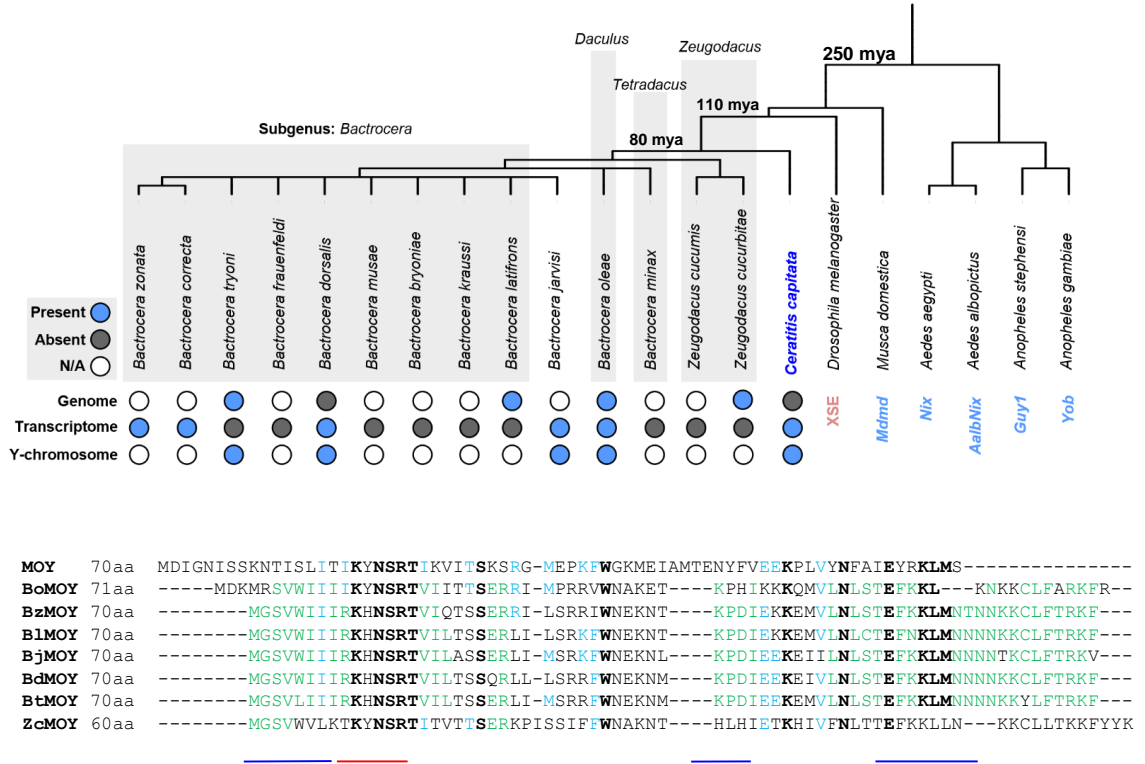 250 mya
Daculus
Zeugodacus
Tetradacus
110 mya
Subgenus: Bactrocera
80 mya
Bactrocera zonata
Bactrocera correcta
Bactrocera tryoni
Bactrocera frauenfeldi
Bactrocera dorsalis
Bactrocera musae
Bactrocera bryoniae
Bactrocera kraussi
Bactrocera latifrons
Bactrocera jarvisi
Bactrocera oleae
Bactrocera minax
Zeugodacus cucumis
Zeugodacus cucurbitae
Ceratitis capitata
Drosophila melanogaster
Musca domestica
Aedes aegypti
Aedes albopictus
Anopheles stephensi
Anopheles gambiae
Present
Absent
N/A
Genome
Transcriptome
Y-chromosome
XSE
Mdmd
Nix
AalbNix
Guy1
Yob
MOY 70aa MDIGNISSKNTISLITIKYNSRTIKVITSKSRG-MEPKFWGKMEIAMTENYFVEEKPLVYNFAIEYRKLMS---------------
BoMOY 71aa -----MDKMRSVWIIIIKYNSRTVIITSERRI-MPRRVWNAKET----KPHIKKKQMVLNLSTEFKKL---KNKKCLFARKFR--
BzMOY 70aa --------MGSVWIIIRKHNSRTVIQTSSERRI-LSRRIWNEKNT----KPDIEKKEMVLNLSTEFKKLMNTNNKKCLFTRKF---
BlMOY 70aa --------MGSVWIIIRKHNSRTVILTSSERLI-LSRKFWNEKNT----KPDIEKKEMVLNLCTEFNKLMNNNNKKCLFTRKF---
BjMOY 70aa --------MGSVWIIIRKHNSRTVILASSERLI-MSRKFWNEKNL----KPDIEEKEIILNLSTEFKKLMNNNNTKCLFTRKV---
BdMOY 70aa --------MGSVWIIIRKHNSRTVILTSSQRLL-LSRRFWNEKNM----KPDIEEKEIVLNLSTEFKKLMNNNNKKCLFTRKF---
BtMOY 70aa --------MGSVLIIIRKHNSRTVILTSSERLI-MSRRFWNEKNM----KPDIEEKEMVLNLSTEFKKLMNNNNKKYLFTRKF---
ZcMOY 60aa --------MGSVWVLKTKYNSRTITVTTSERKPISSIFFWNAKNT----HLHIETKHIVFNLTTEFKKLLN---KKCLLTKKFYYK